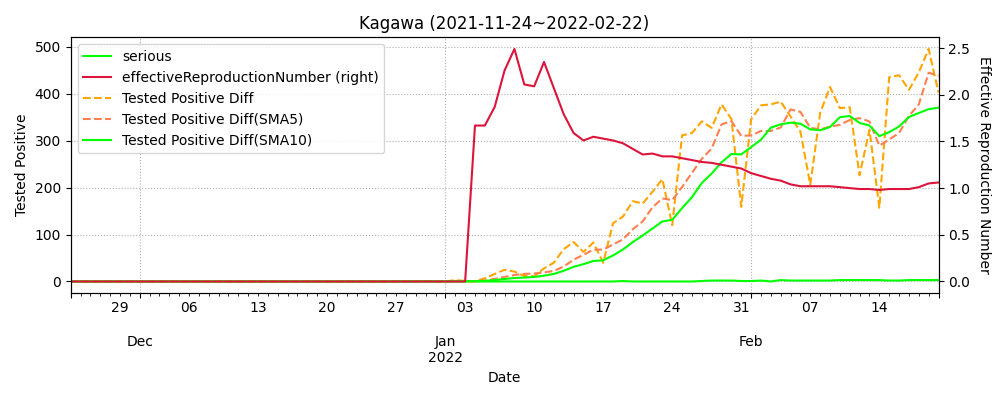 Kagawa (2021-11-24~2022-02-22)
serious
effectiveReproductionNumber (right)
Tested Positive Diff
Tested Positive Diff(SMA5)
Tested Positive Diff(SMA10)
Tested Positive
500
400
300
200
100
0
2.5
2.0
1.5
1.0
0.5
0.0
Effective Reproduction Number
29 06 13 20 27 03 10 17 24 31 07 14
Dec Jan Feb
2022
Date